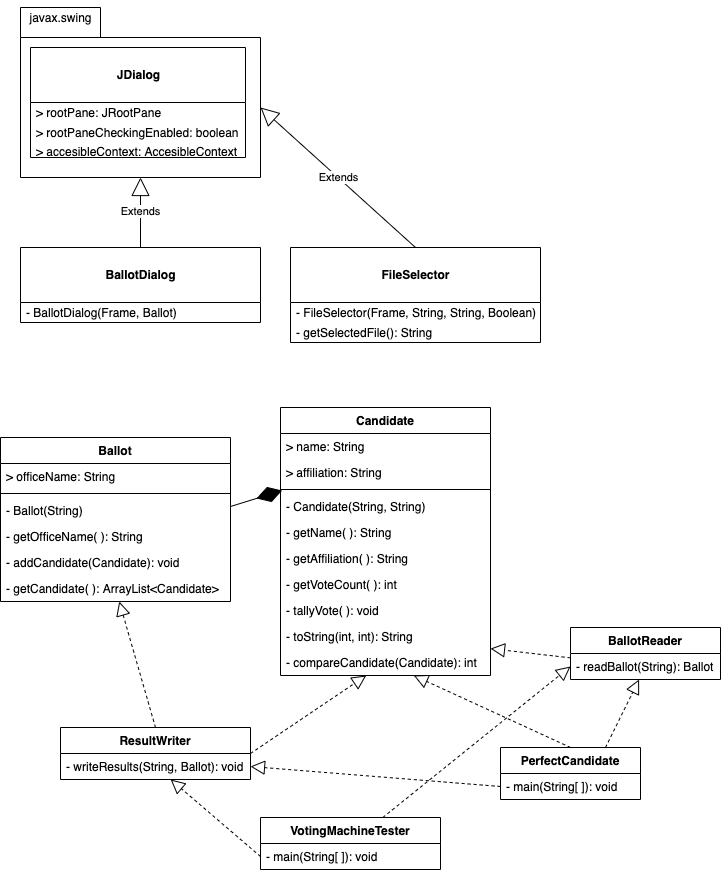 javax.swing
JDialog
> rootPane: JRootPane
> rootPaneCheckingEnabled: boolean
> accesibleContext: AccesibleContext
Extends
Extends
BallotDialog
- BallotDialog(Frame, Ballot)
FileSelector
- FileSelector(Frame, String, String, Boolean)
- getSelectedFile(): String
Candidate
> name: String
> affiliation: String
- Candidate(String, String)
- getName( ): String
- getAffiliation( ): String
- getVoteCount( ): int
- tallyVote( ): void
- toString(int, int): String
- compareCandidate(Candidate): int
Ballot
> officeName: String
- Ballot(String)
- getOfficeName( ): String
- addCandidate(Candidate): void
- getCandidate( ): ArrayList<Candidate>
BallotReader
- readBallot(String): Ballot
ResultWriter
- writeResults(String, Ballot): void
PerfectCandidate
- main(String[ ]): void
VotingMachineTester
- main(String[ ]): void